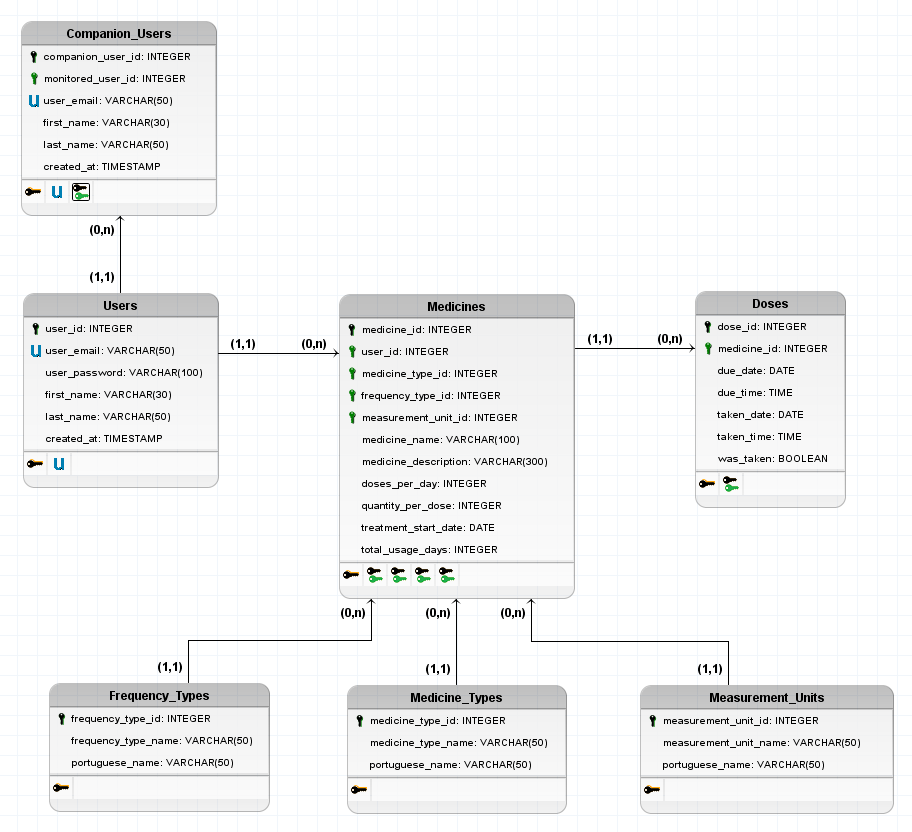 Companion_Users
companion_user_id: INTEGER
monitored_user_id: INTEGER
U user_email: VARCHAR(50)
first_name: VARCHAR(30)
last_name: VARCHAR(50)
created_at: TIMESTAMP
U
(0,n)
(1,1)
Users
user_id: INTEGER
U user_email: VARCHAR(50)
user_password: VARCHAR(100)
first_name: VARCHAR(30)
last_name: VARCHAR(50)
created_at: TIMESTAMP
U
(1,1) (0,n)
Medicines
medicine_id: INTEGER
user_id: INTEGER
medicine_type_id: INTEGER
frequency_type_id: INTEGER
measurement_unit_id: INTEGER
medicine_name: VARCHAR(100)
medicine_description: VARCHAR(300)
doses_per_day: INTEGER
quantity_per_dose: INTEGER
treatment_start_date: DATE
total_usage_days: INTEGER
(1,1) (0,n)
Doses
dose_id: INTEGER
medicine_id: INTEGER
due_date: DATE
due_time: TIME
taken_date: DATE
taken_time: TIME
was_taken: BOOLEAN
(0,n) (0,n) (0,n)
(1,1) (1,1) (1,1)
Frequency_Types
frequency_type_id: INTEGER
frequency_type_name: VARCHAR(50)
portuguese_name: VARCHAR(50)
Medicine_Types
medicine_type_id: INTEGER
medicine_type_name: VARCHAR(50)
portuguese_name: VARCHAR(50)
Measurement_Units
measurement_unit_id: INTEGER
measurement_unit_name: VARCHAR(50)
portuguese_name: VARCHAR(50)